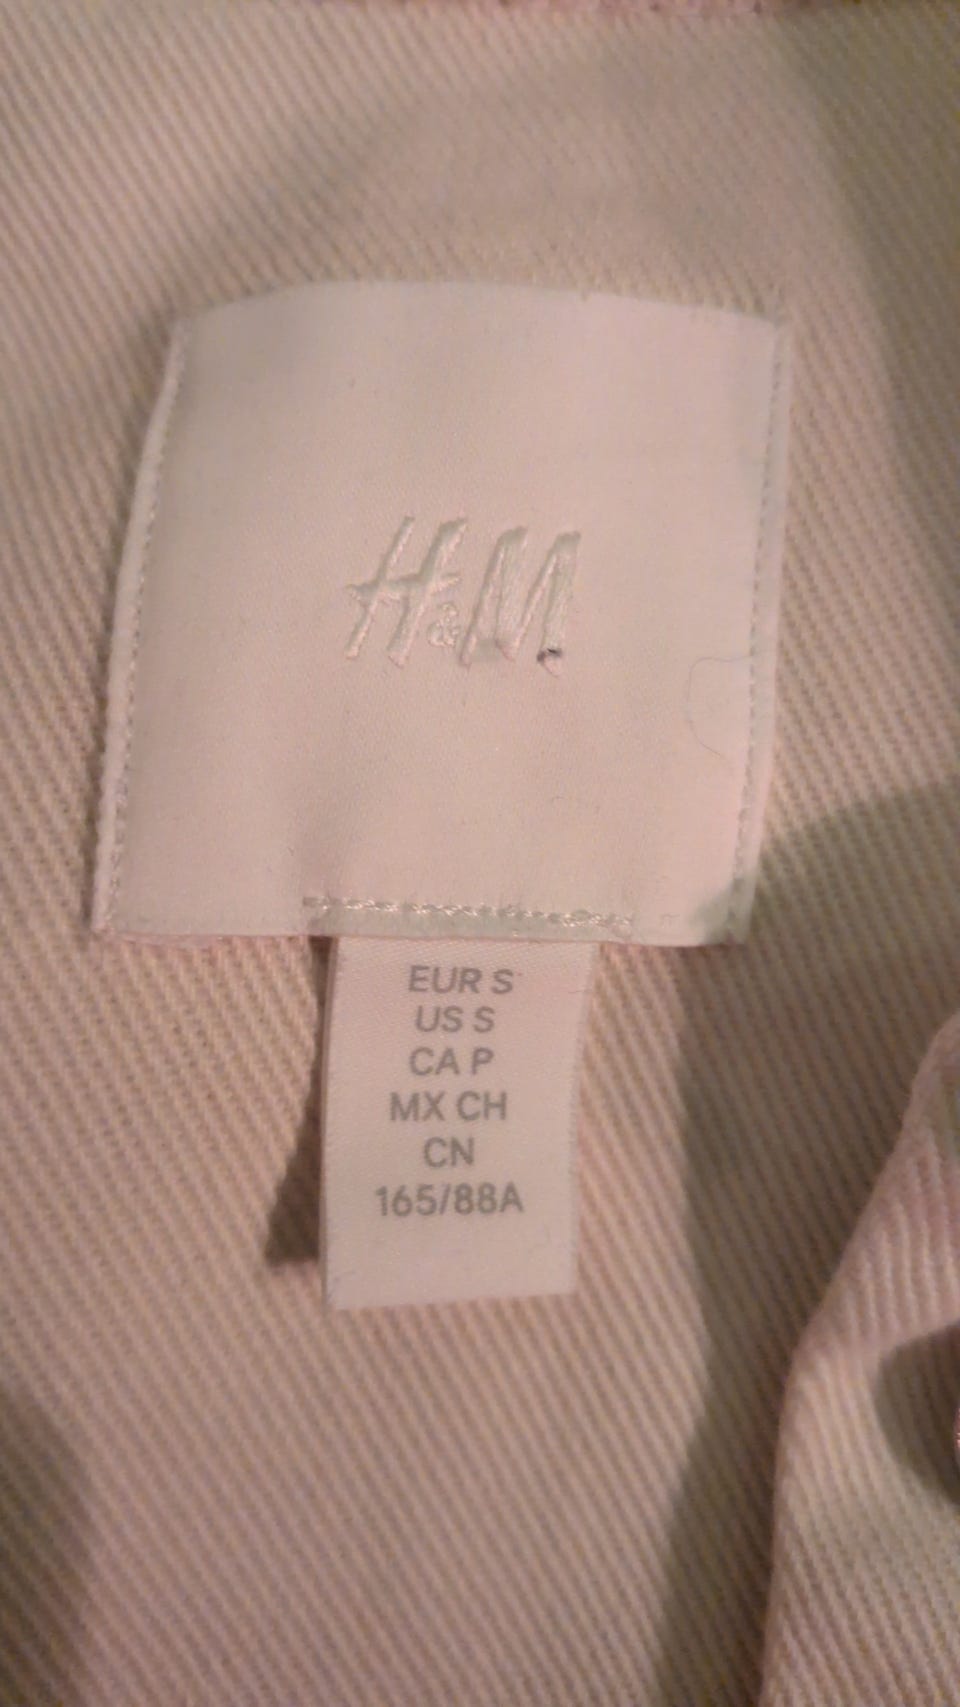 H&M
EUR S
US S
CA P
MX CH
CN
165/88A